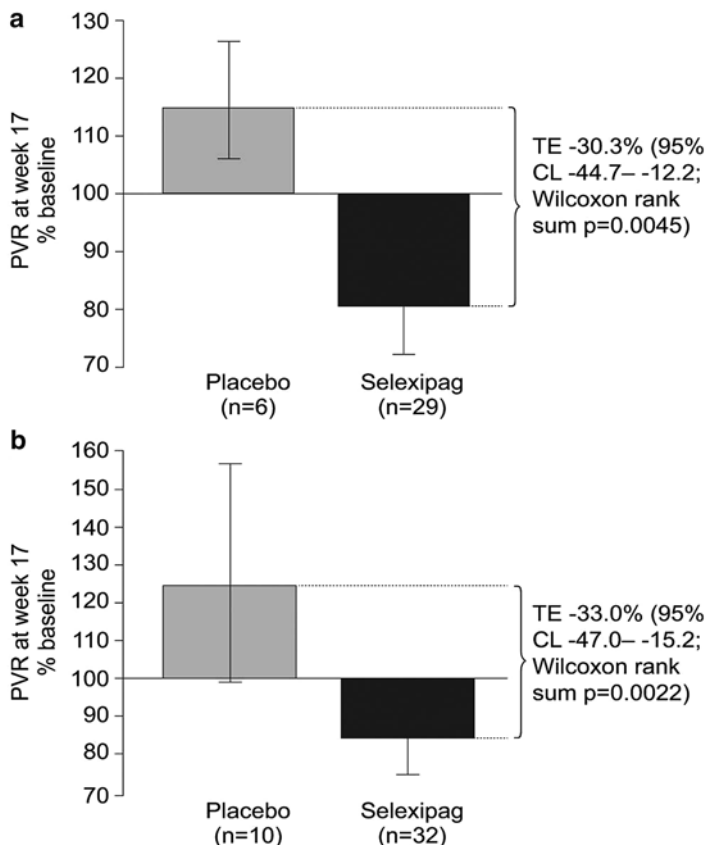 a
PVR at week 17
% baseline
130
120
110
100
90
80
70
Placebo
(n=6)
Selexipag
(n=29)
TE -30.3% (95%
CL -44.7– -12.2;
Wilcoxon rank
sum p=0.0045)
b
PVR at week 17
% baseline
160
150
140
130
120
110
100
90
80
70
Placebo
(n=10)
Selexipag
(n=32)
TE -33.0% (95%
CL -47.0– -15.2;
Wilcoxon rank
sum p=0.0022)